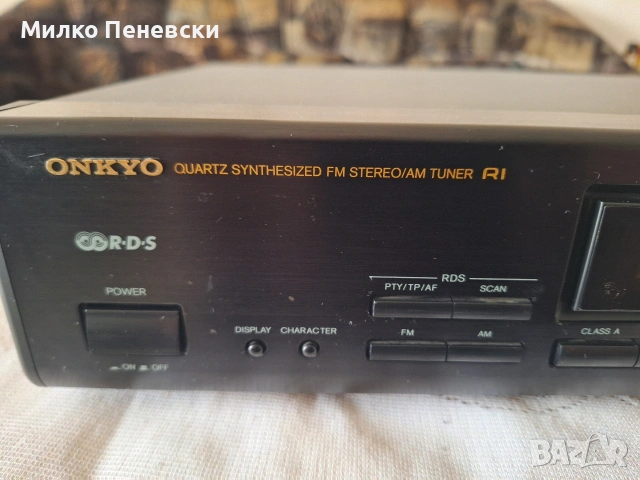 Милко Пеневски
ONKYO QUARTZ SYNTHESIZED FM STEREO/AM TUNER RI
R·D·S
RDS
PTY/TP/AF SCAN
POWER
DISPLAY CHARACTER FM AM CLASS A
ON OFF
BAZAR